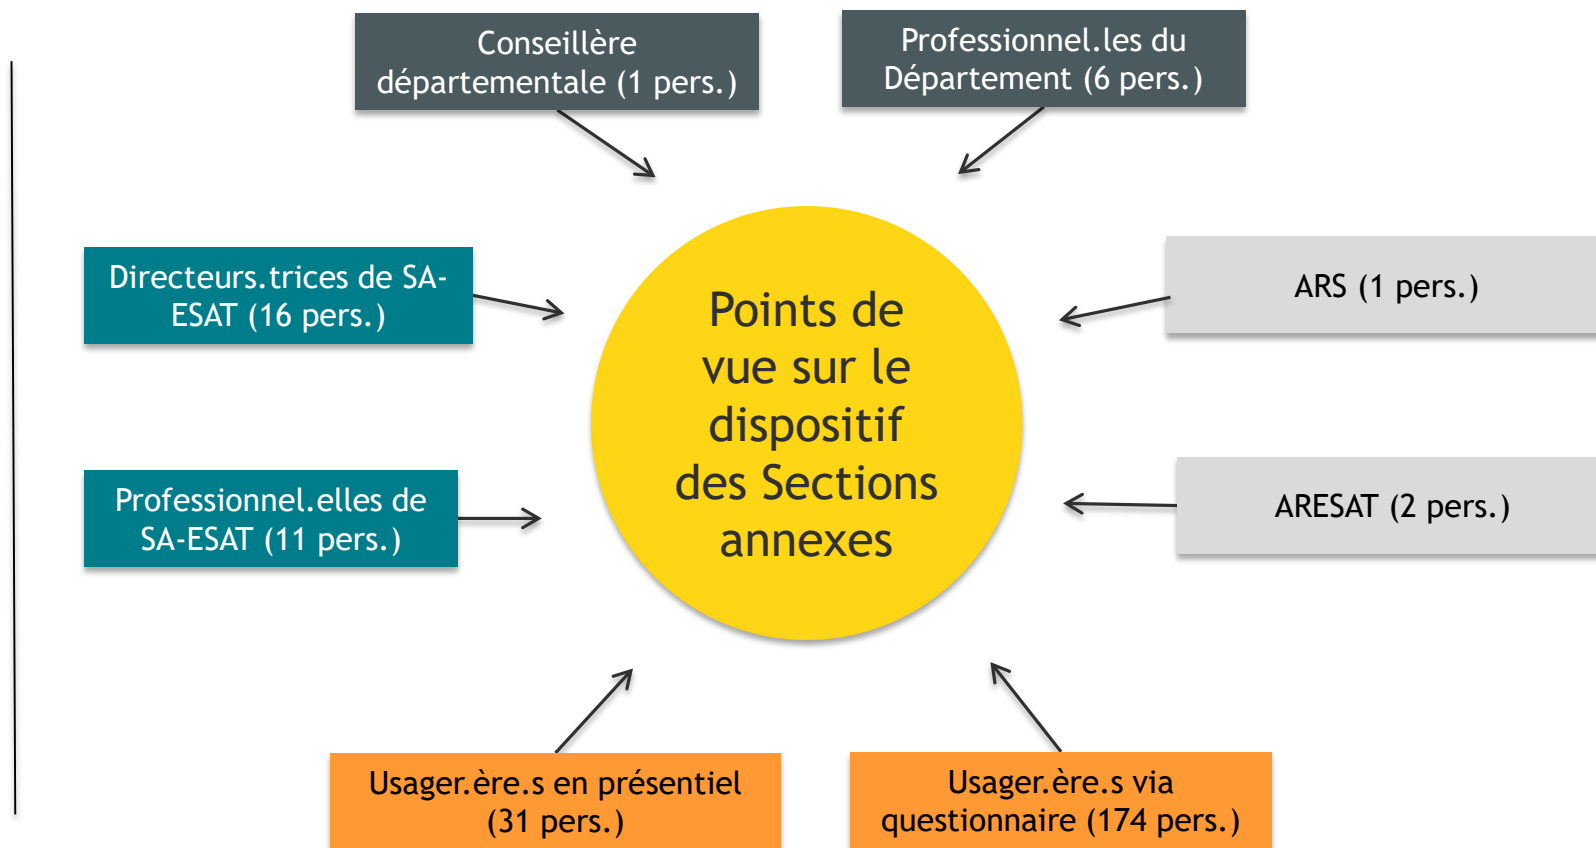 Conseillère
départementale (1 pers.)
Professionnel.les du
Département (6 pers.)
Directeurs.trices de SA-
ESAT (16 pers.)
ARS (1 pers.)
Points de
vue sur le
dispositif
des Sections
annexes
Professionnel.elles de
SA-ESAT (11 pers.)
ARESAT (2 pers.)
Usager.ère.s en présentiel
(31 pers.)
Usager.ère.s via
questionnaire (174 pers.)